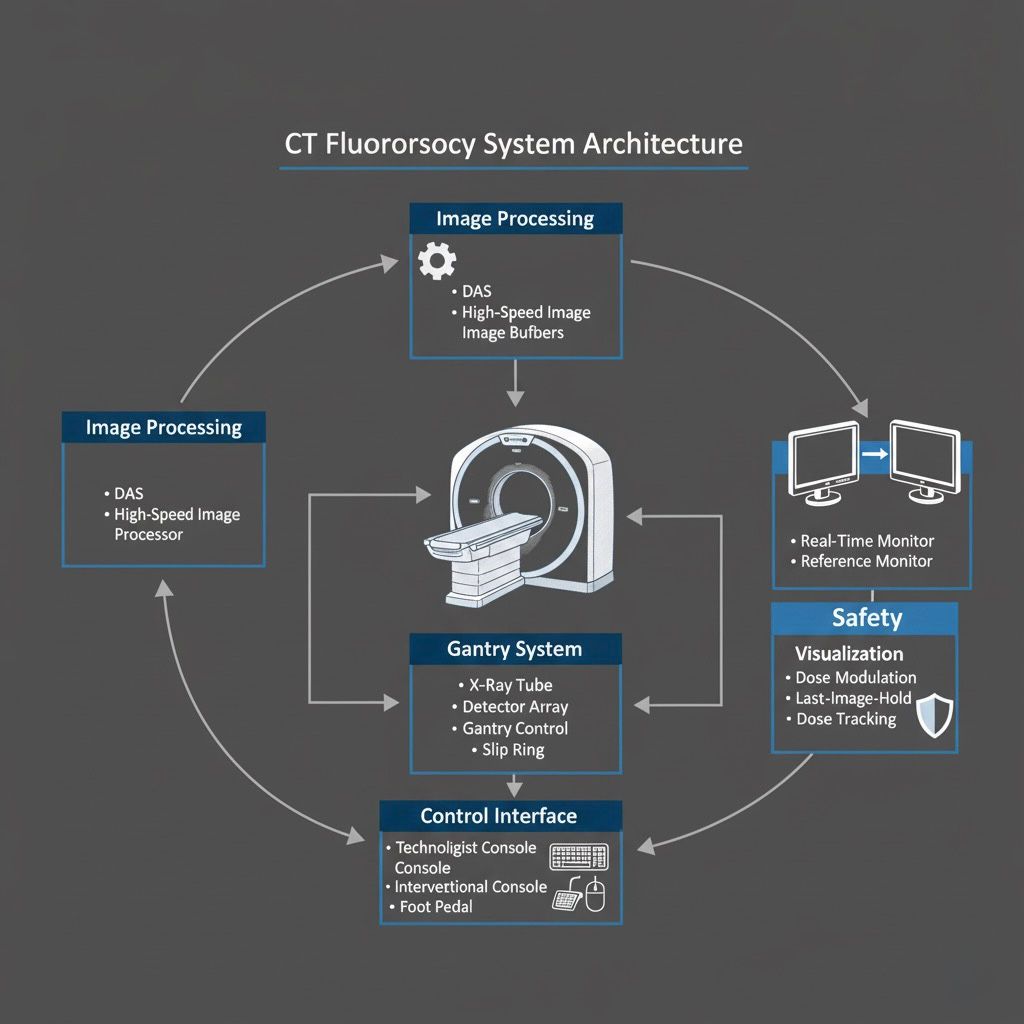 CT Fluororsocy System Architecture
Image Processing
• DAS
• High-Speed Image
Image Bufbers
Image Processing
• DAS
• High-Speed Image
Processor
• Real-Time Monitor
• Reference Monitor
Safety
Visualization
• Dose Modulation
• Last-Image-Hold
• Dose Tracking
Gantry System
• X-Ray Tube
• Detector Array
• Gantry Control
• Slip Ring
Control Interface
• Technoligist Console
Console
• Intervertional Console
• Foot Pedal